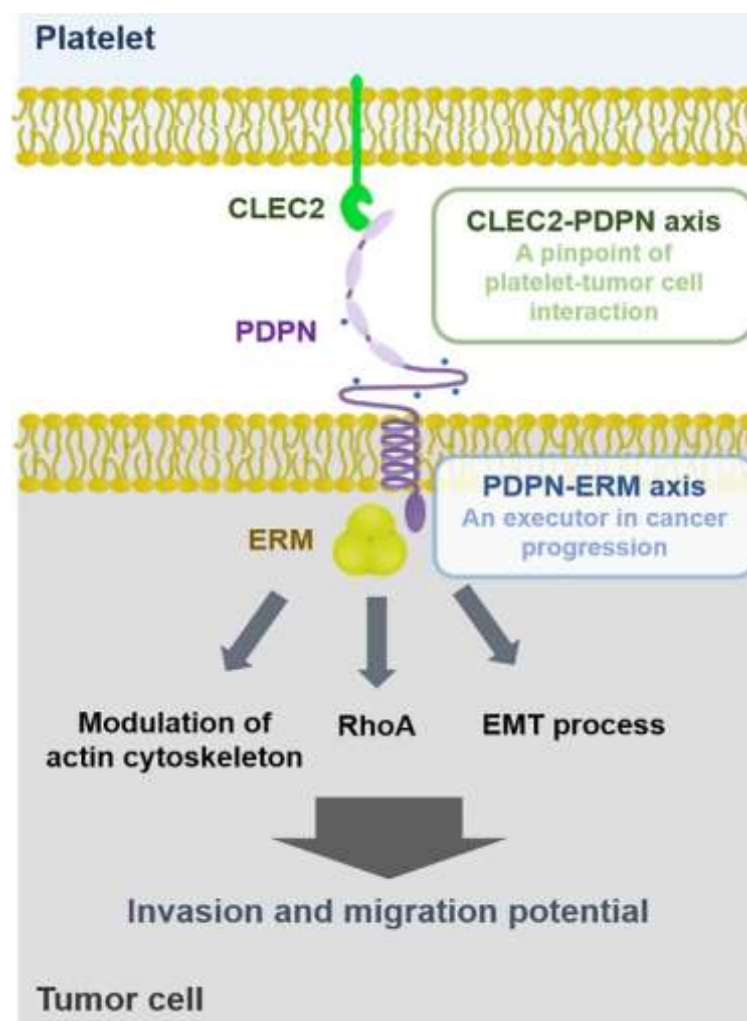 Platelet
CLEC2
CLEC2-PDPN axis
A pinpoint of
platelet-tumor cell
interaction
PDPN
PDPN-ERM axis
An executor in cancer
progression
ERM
Modulation of
actin cytoskeleton
RhoA
EMT process
Invasion and migration potential
Tumor cell